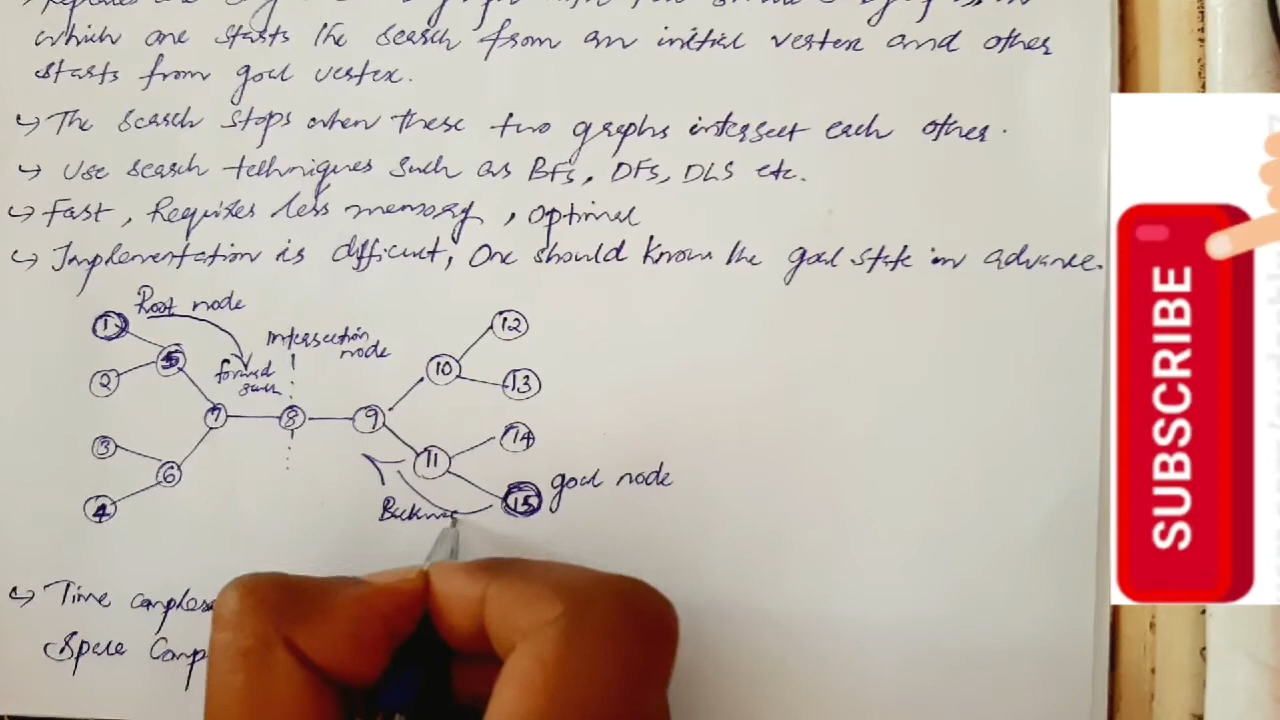 which one starts the search from an initial vertex and other
starts from goal vertex.
↪ The search stops when these two graphs intersect each other.
↪ Use search techniques such as BFS, DFS, DLS etc.
↪ Fast, Requires less memory, optimal
↪ Implementation is difficult, One should know the goal state in advance.
Root node
intersection
node
forward
search
1
2
3
4
5
6
7
8
9
10
11
12
13
14
15
goal node
↪ Time
Space Comp
SUBSCRIBE